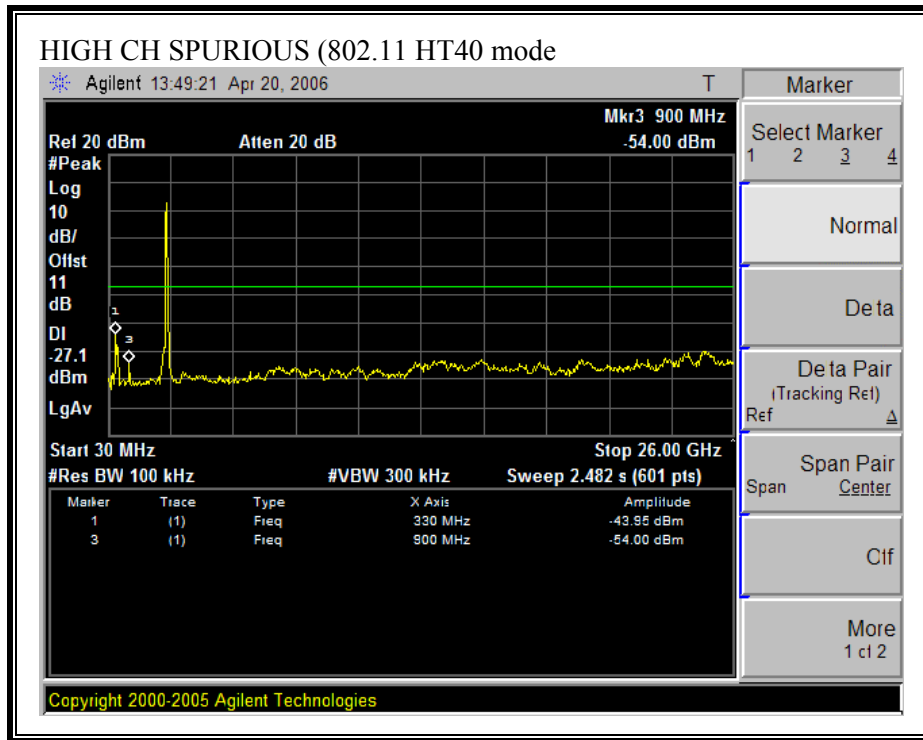 HIGH CH SPURIOUS (802.11 HT40 mode
Agilent 13:49:21 Apr 20, 2006 T
Mkr3 900 MHz
Ref 20 dBm Atten 20 dB -54.00 dBm
#Peak
Log
10
dB/
Offst
11
dB
DI
-27.1
dBm
LgAv
1
3
Start 30 MHz Stop 26.00 GHz
#Res BW 100 kHz #VBW 300 kHz Sweep 2.482 s (601 pts)
Marker Trace Type X Axis Amplitude
1 (1) Freq 330 MHz -43.95 dBm
3 (1) Freq 900 MHz -54.00 dBm
Copyright 2000-2005 Agilent Technologies
Marker
Select Marker
1 2 3 4
Normal
Delta
Delta Pair
(Tracking Ref)
Ref Δ
Span Pair
Span Center
Off
More
1 of 2